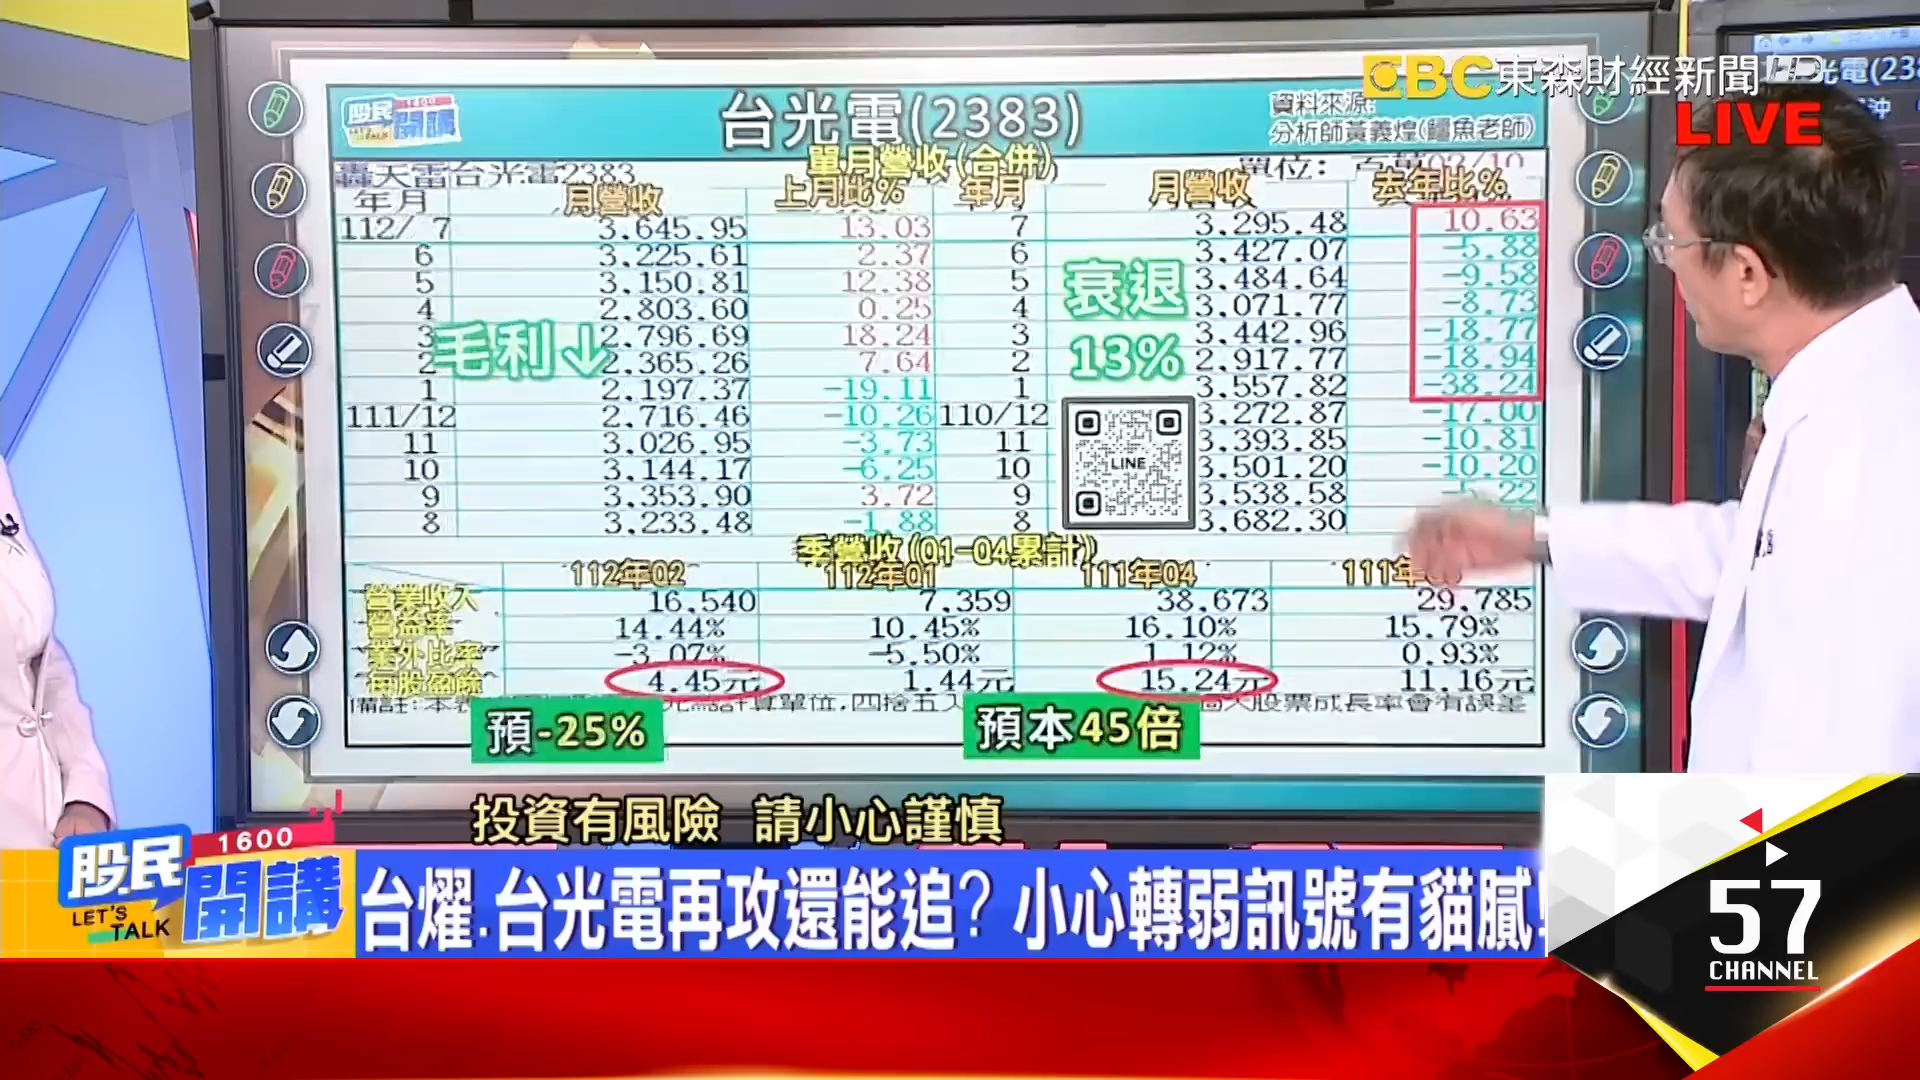 EBC 東森財經新聞 HD
LIVE
股民 1600
LET'S TALK 開講
台光電(2383)
資料來源:
分析師黃義煌(鱷魚老師)
轟天雷台光電2383
單月營收(合併)
年月 月營收 上月比% 年月 月營收 去年比%
112/ 7 3,645.95 13.03 7 3,295.48 10.63
6 3,225.61 2.37 6 3,427.07 -5.88
5 3,150.81 12.38 5 3,484.64 -9.58
4 2,803.60 0.25 4 3,071.77 -8.73
3 2,796.69 18.24 3 3,442.96 -18.77
2 2,365.26 7.64 2 2,917.77 -18.94
1 2,197.37 -19.11 1 3,557.82 -38.24
111/12 2,716.46 -10.26 110/12 3,272.87 -17.00
11 3,026.95 -3.73 11 3,393.85 -10.81
10 3,144.17 -6.25 10 3,501.20 -10.20
9 3,353.90 3.72 9 3,538.58
8 3,233.48 -1.88 8 3,682.30
毛利↓
衰退
13%
LINE
季營收(Q1-Q4累計)
112年Q2 112年Q1 111年Q4
營業收入 16,540 7,359 38,673 29,785
營益率 14.44% 10.45% 16.10% 15.79%
業外比率 -3.07% -5.50% 1.12% 0.93%
每股盈餘 4.45元 1.44元 15.24元 11.16元
預-25%
預本45倍
投資有風險 請小心謹慎
股民 1600
LET'S TALK 開講
台燿.台光電再攻還能追? 小心轉弱訊號有貓膩!
57
CHANNEL